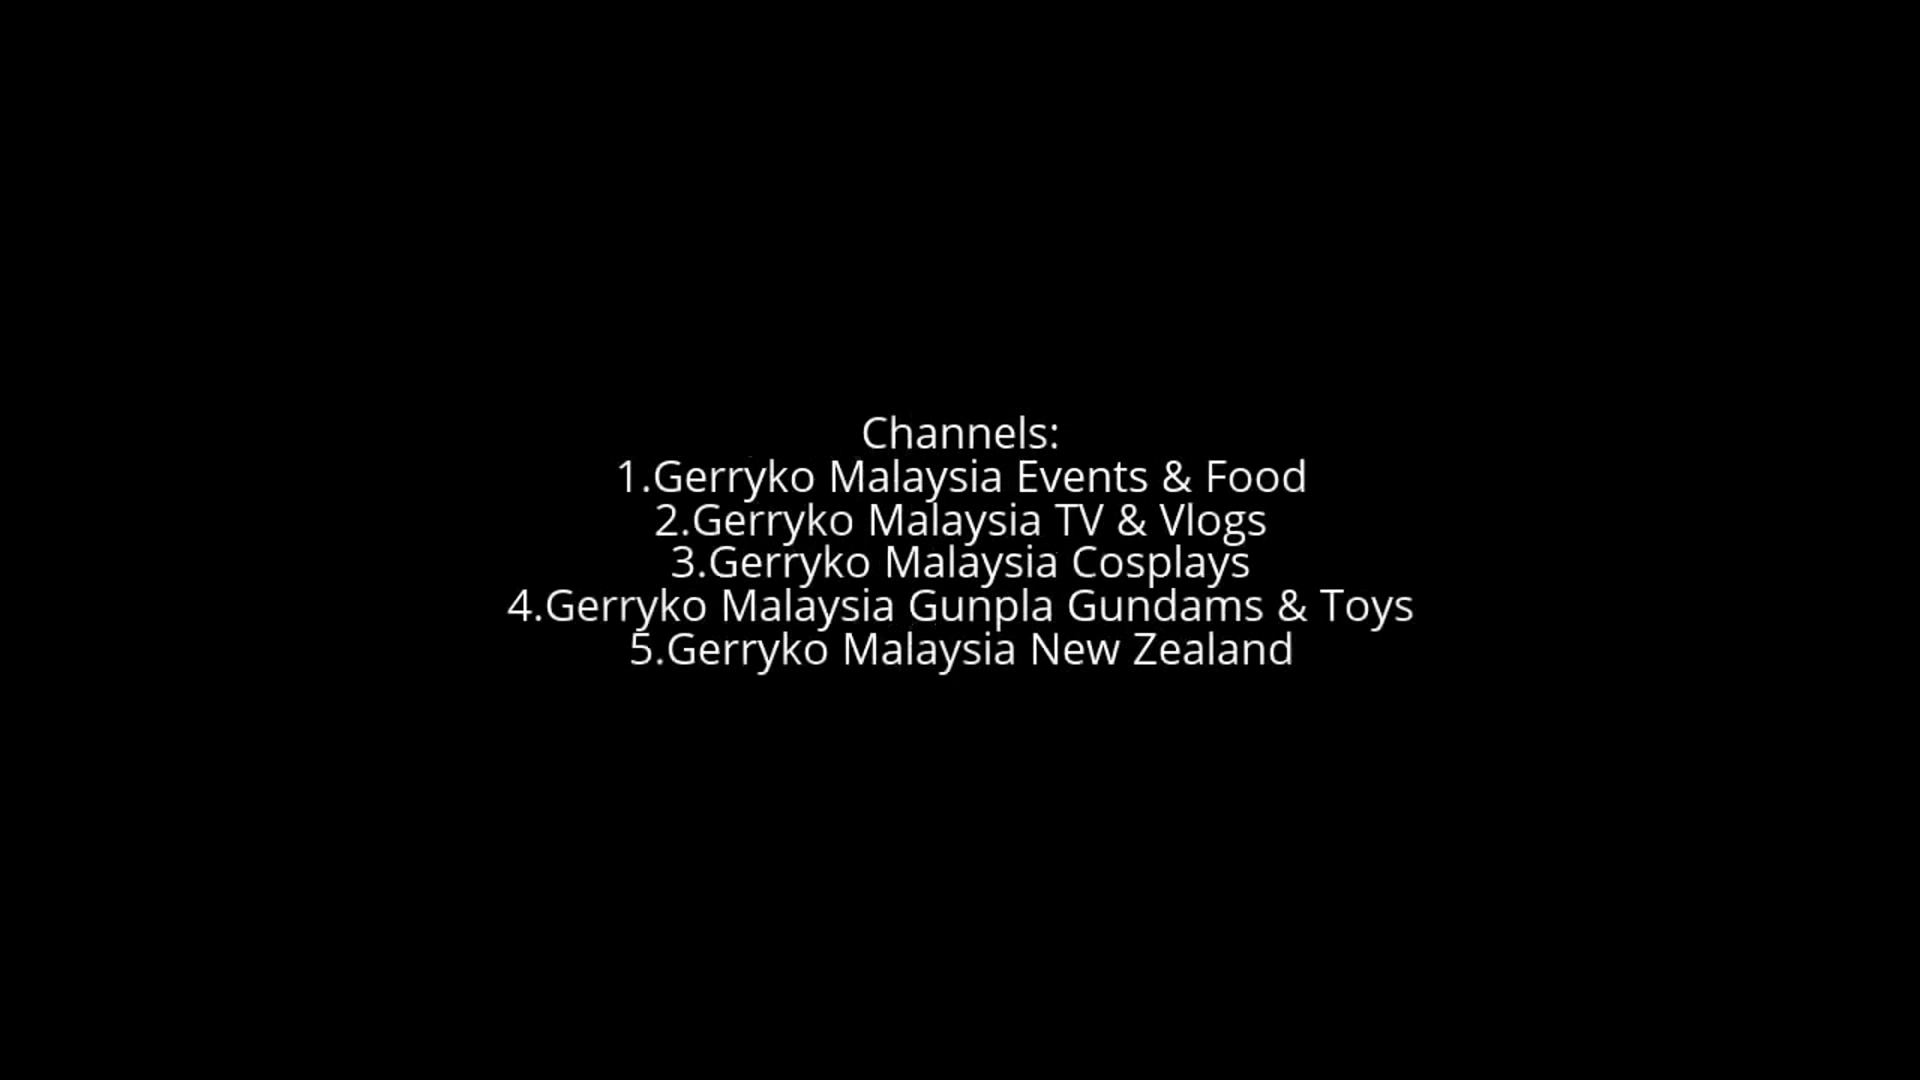 Channels:
1.Gerryko Malaysia Events & Food
2.Gerryko Malaysia TV & Vlogs
3.Gerryko Malaysia Cosplays
4.Gerryko Malaysia Gunpla Gundams & Toys
5.Gerryko Malaysia New Zealand